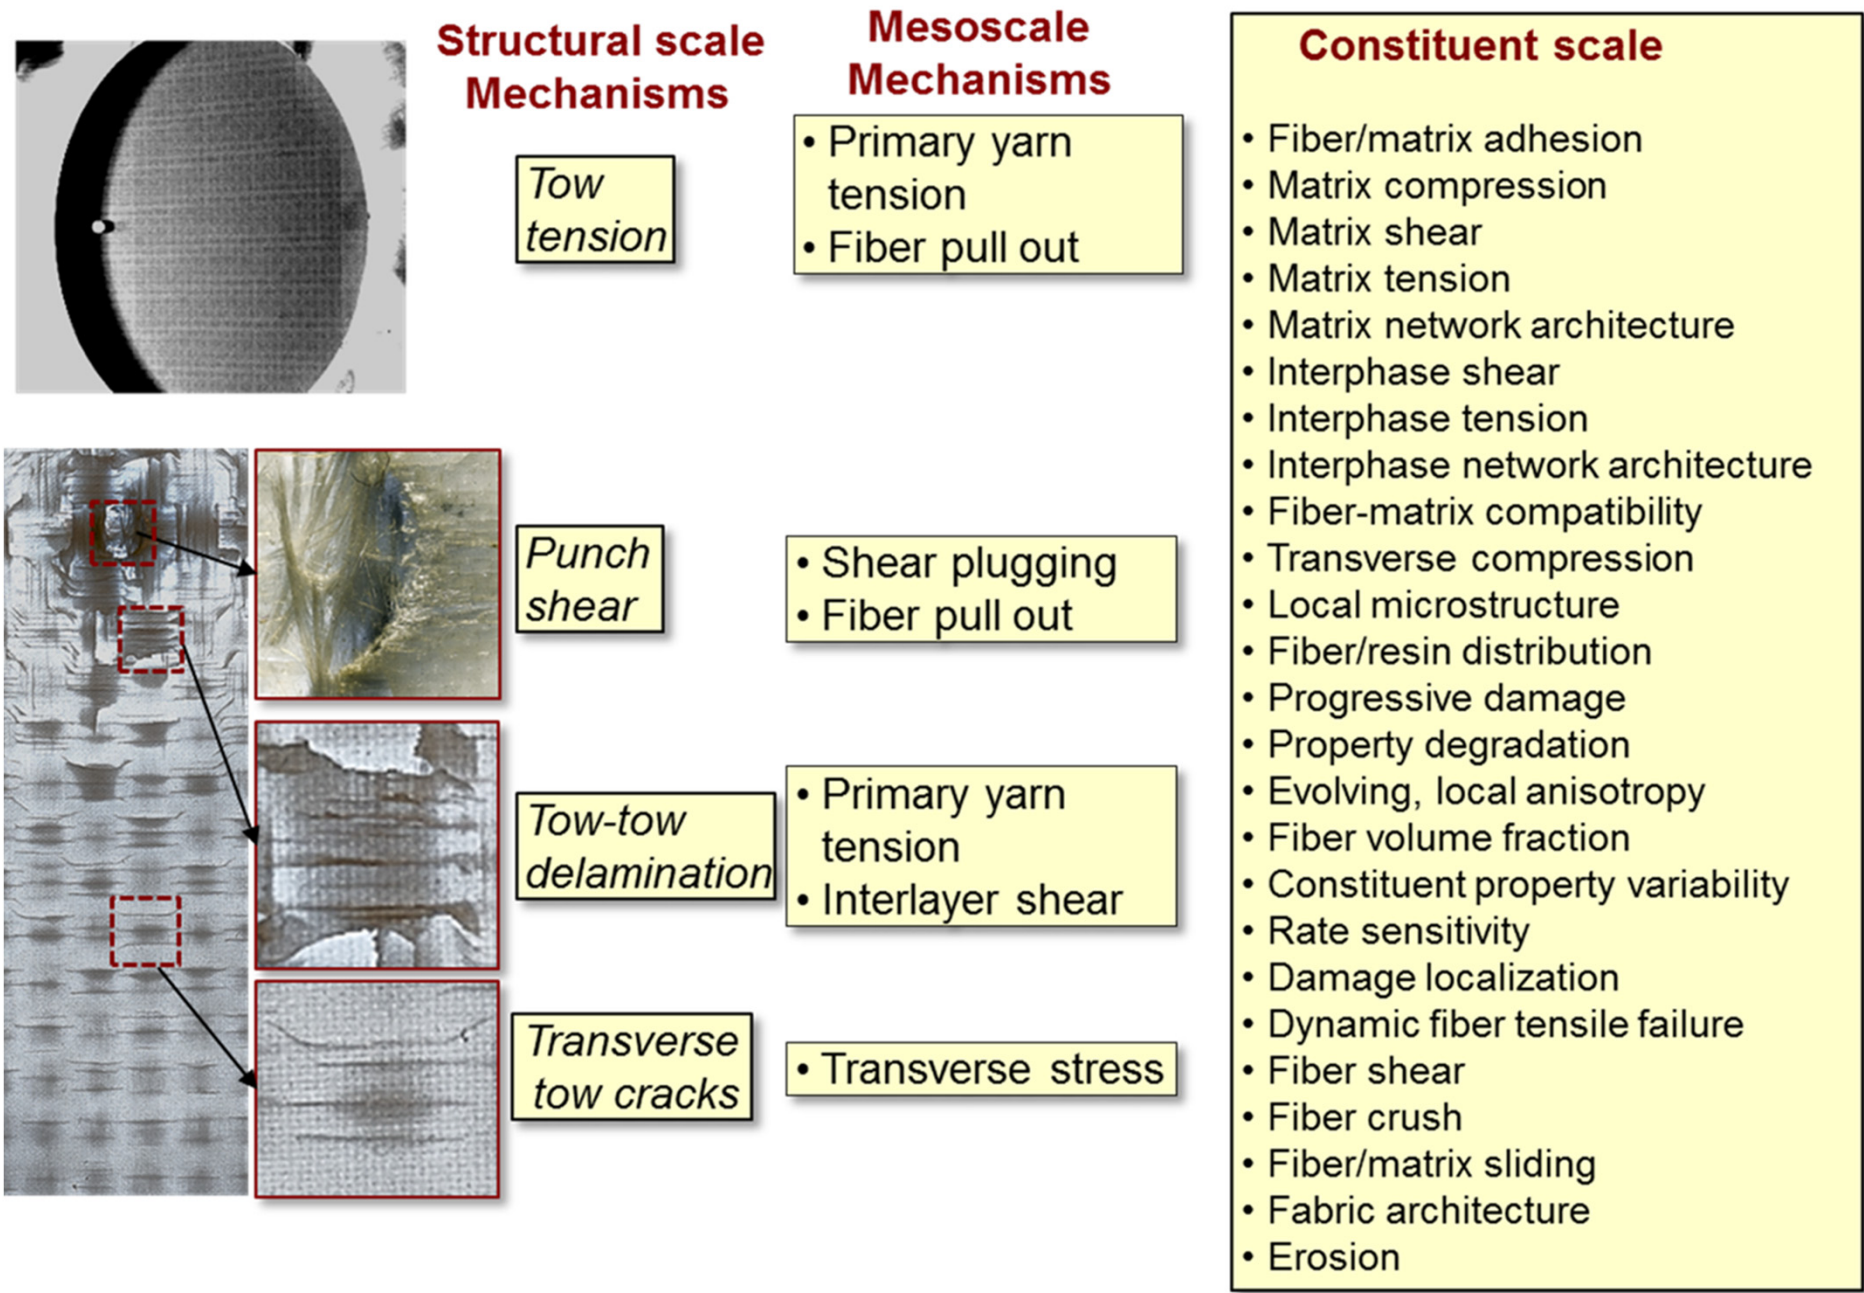 Structural scale
Mechanisms
Mesoscale
Mechanisms
Constituent scale
Tow
tension
• Primary yarn
tension
• Fiber pull out
Punch
shear
• Shear plugging
• Fiber pull out
Tow-tow
delamination
• Primary yarn
tension
• Interlayer shear
Transverse
tow cracks
• Transverse stress
• Fiber/matrix adhesion
• Matrix compression
• Matrix shear
• Matrix tension
• Matrix network architecture
• Interphase shear
• Interphase tension
• Interphase network architecture
• Fiber-matrix compatibility
• Transverse compression
• Local microstructure
• Fiber/resin distribution
• Progressive damage
• Property degradation
• Evolving, local anisotropy
• Fiber volume fraction
• Constituent property variability
• Rate sensitivity
• Damage localization
• Dynamic fiber tensile failure
• Fiber shear
• Fiber crush
• Fiber/matrix sliding
• Fabric architecture
• Erosion